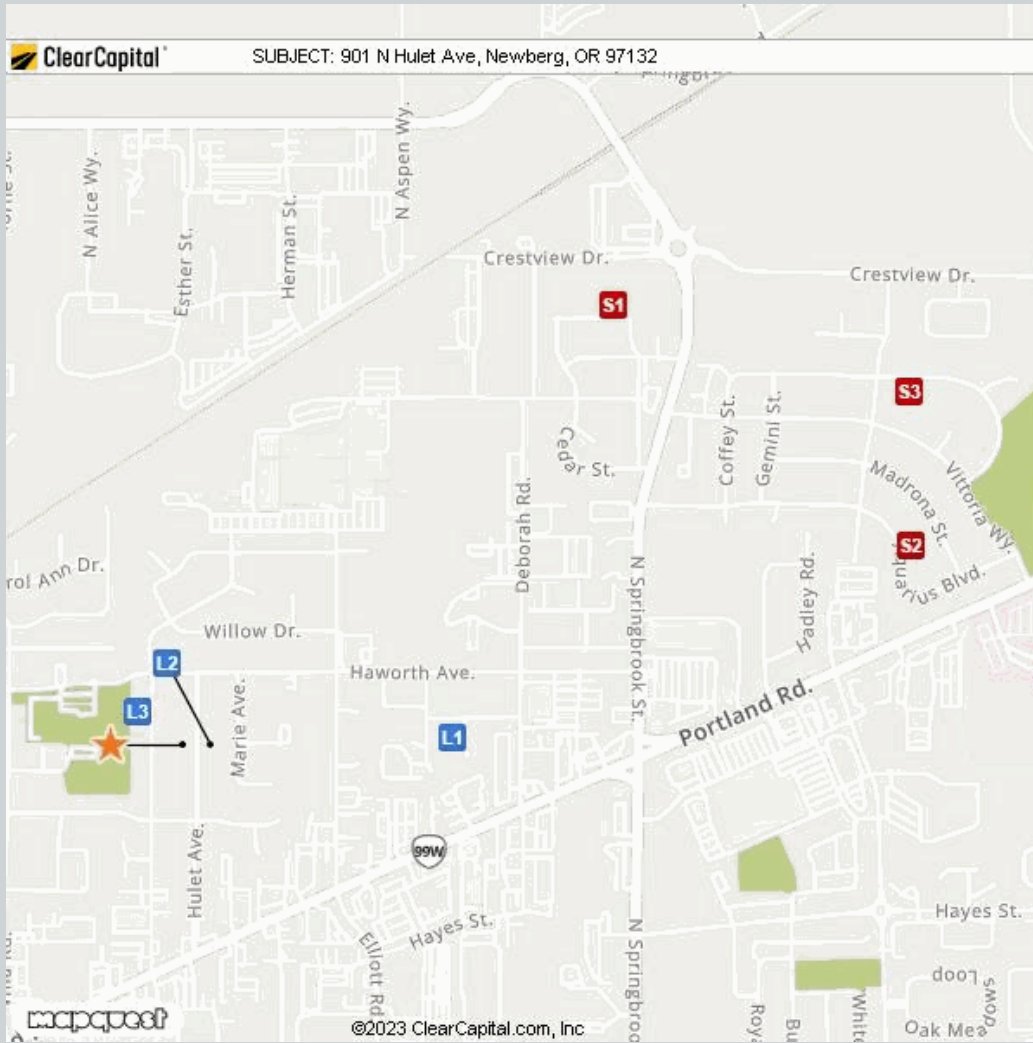 ClearCapital
SUBJECT: 901 N Hulet Ave, Newberg, OR 97132
N Alice Wy.
Esther St.
Herman St.
N Aspen Wy.
Crestview Dr.
Crestview Dr.
S1
S3
Coffey St.
Gemini St.
Cedar St.
Madrona St.
Vittoria Wy.
Deborah Rd.
S2
Hadley Rd.
Ann Dr.
Willow Dr.
N Springbrook St.
L2
Haworth Ave.
Marie Ave.
L3
L1
Portland Rd.
Hulet Ave.
99W
Hayes St.
Hayes St.
Elliott Rd
Loop
Oak
mapquest
©2023 ClearCapital.com, Inc